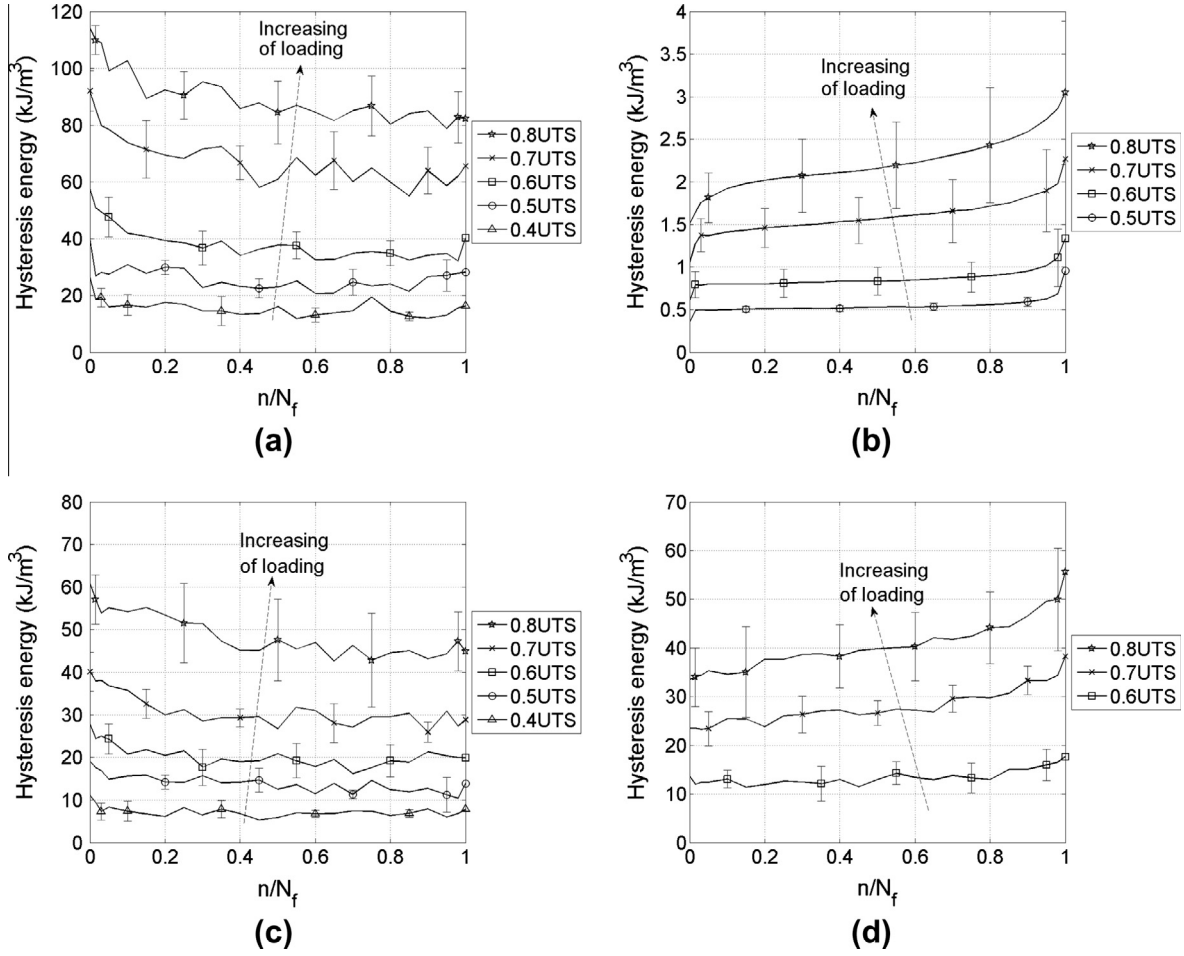 120
100
80
60
40
20
0
Hysteresis energy (kJ/m³)
0 0.2 0.4 0.6 0.8 1
n/N_f
Increasing
of loading
0.8UTS
0.7UTS
0.6UTS
0.5UTS
0.4UTS
(a)
4
3.5
3
2.5
2
1.5
1
0.5
0
Hysteresis energy (kJ/m³)
0 0.2 0.4 0.6 0.8 1
n/N_f
Increasing
of loading
0.8UTS
0.7UTS
0.6UTS
0.5UTS
(b)
80
70
60
50
40
30
20
10
0
Hysteresis energy (kJ/m³)
0 0.2 0.4 0.6 0.8 1
n/N_f
Increasing
of loading
0.8UTS
0.7UTS
0.6UTS
0.5UTS
0.4UTS
(c)
70
60
50
40
30
20
10
0
Hysteresis energy (kJ/m³)
0 0.2 0.4 0.6 0.8 1
n/N_f
Increasing
of loading
0.8UTS
0.7UTS
0.6UTS
(d)